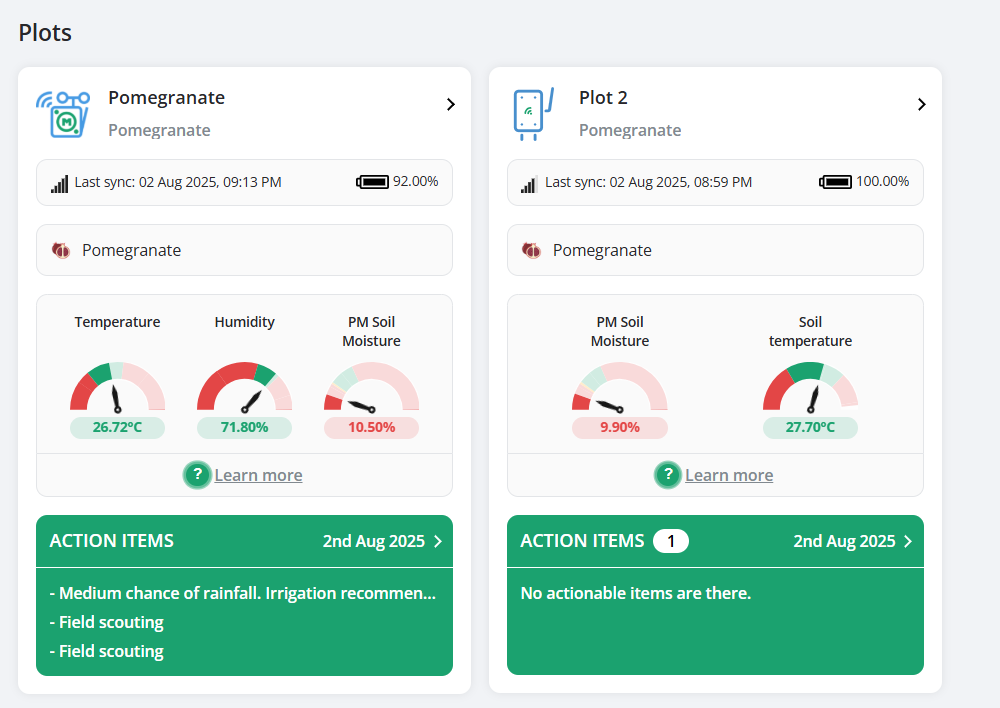 Plots
Pomegranate
Pomegranate
Last sync: 02 Aug 2025, 09:13 PM 92.00%
Pomegranate
Temperature Humidity PM Soil Moisture
26.72°C 71.80% 10.50%
? Learn more
ACTION ITEMS 2nd Aug 2025
- Medium chance of rainfall. Irrigation recommen...
- Field scouting
- Field scouting
Plot 2
Pomegranate
Last sync: 02 Aug 2025, 08:59 PM 100.00%
Pomegranate
PM Soil Moisture Soil temperature
9.90% 27.70°C
? Learn more
ACTION ITEMS 1 2nd Aug 2025
No actionable items are there.